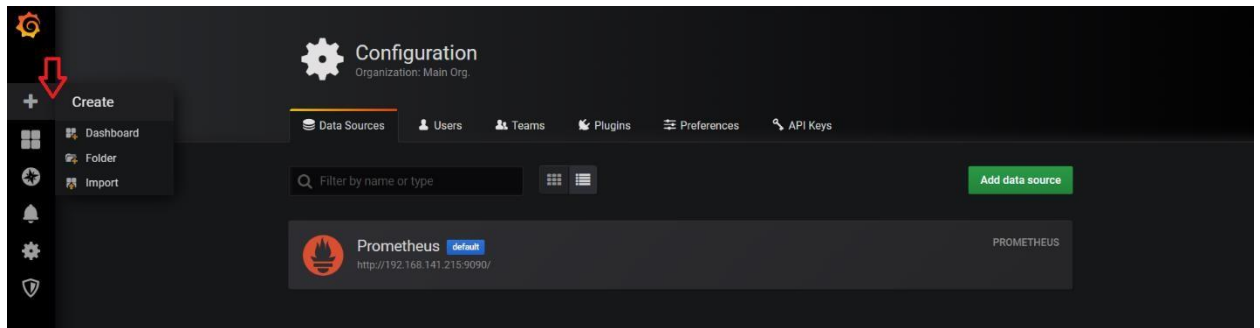 Configuration
Organization: Main Org.
Create
Dashboard
Folder
Import
Data Sources Users Teams Plugins Preferences API Keys
Filter by name or type
Add data source
Prometheus default
http://192.168.141.215:9090/
PROMETHEUS